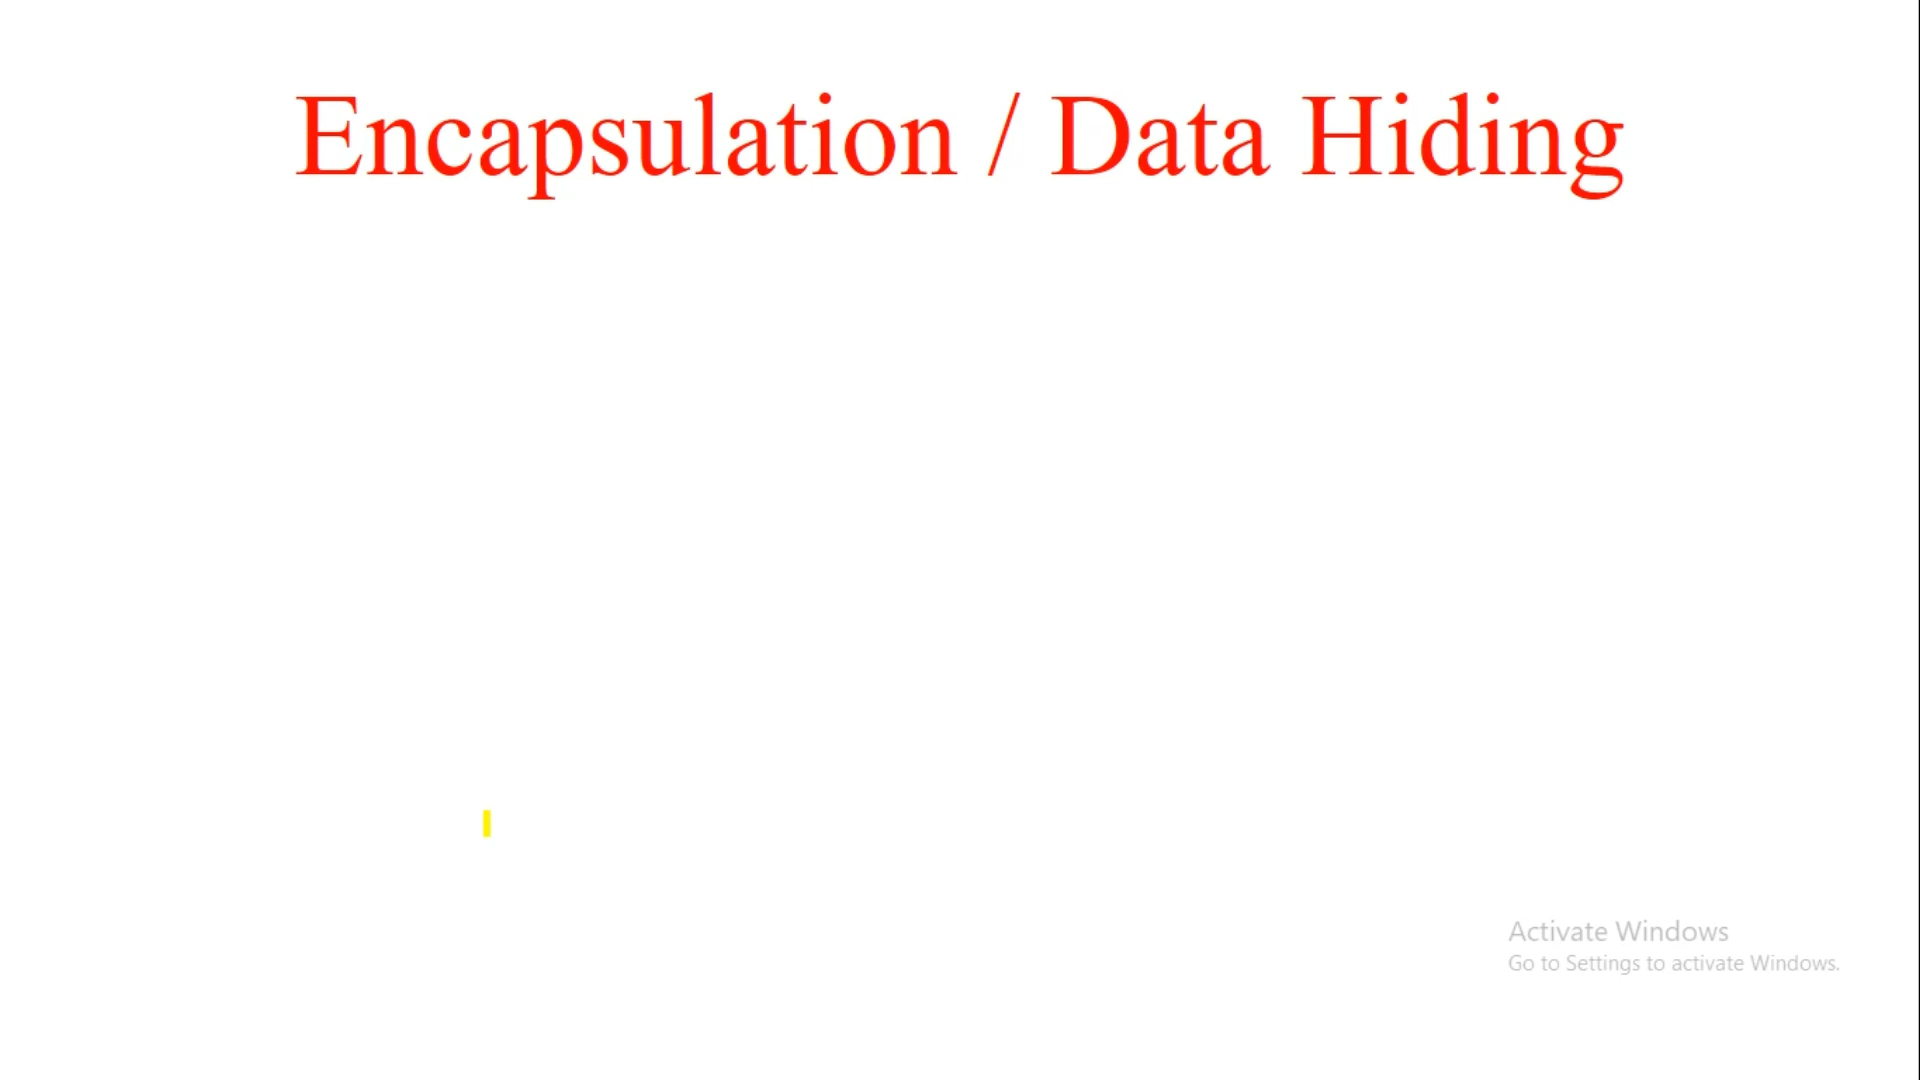 Encapsulation / Data Hiding
Activate Windows
Go to Settings to activate Windows.